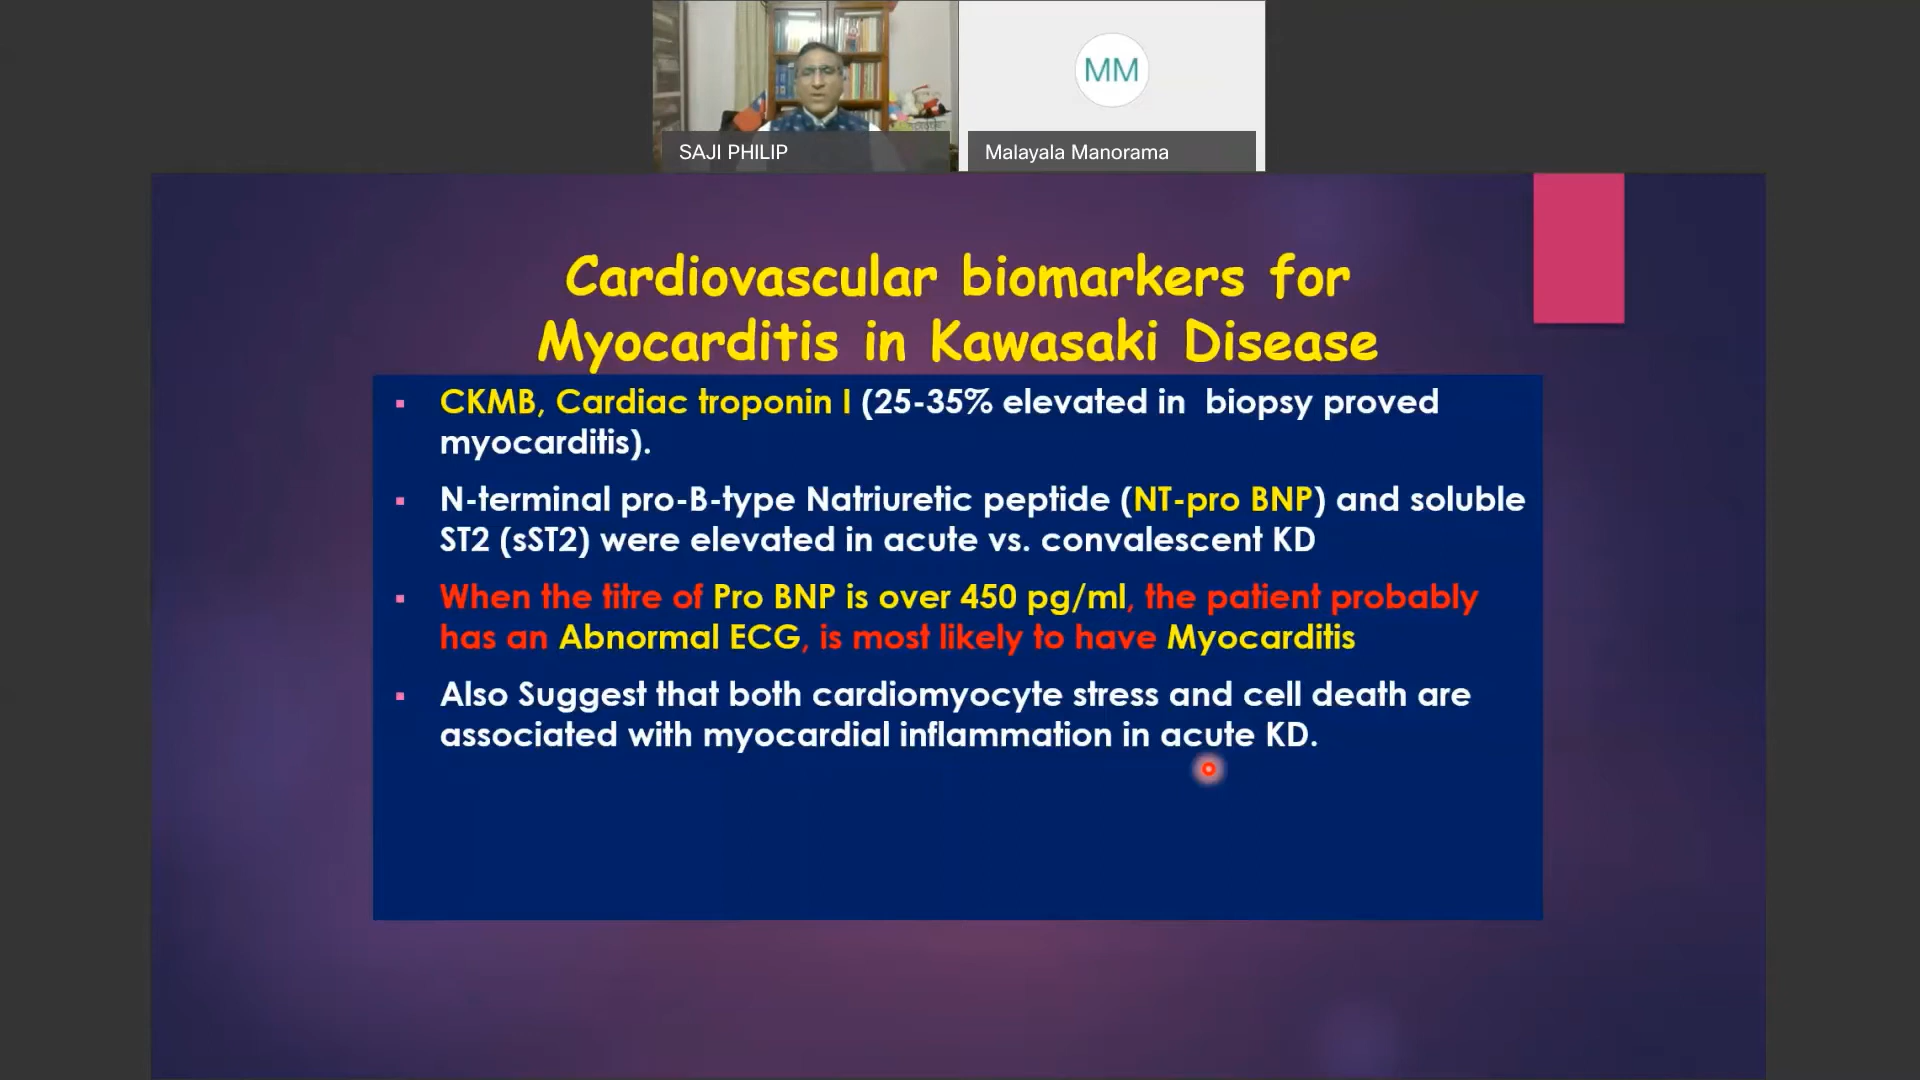 MM
SAJI PHILIP
Malayala Manorama
Cardiovascular biomarkers for
Myocarditis in Kawasaki Disease
▪ CKMB, Cardiac troponin I (25-35% elevated in biopsy proved
myocarditis).
▪ N-terminal pro-B-type Natriuretic peptide (NT-pro BNP) and soluble
ST2 (sST2) were elevated in acute vs. convalescent KD
▪ When the titre of Pro BNP is over 450 pg/ml, the patient probably
has an Abnormal ECG, is most likely to have Myocarditis
▪ Also Suggest that both cardiomyocyte stress and cell death are
associated with myocardial inflammation in acute KD.